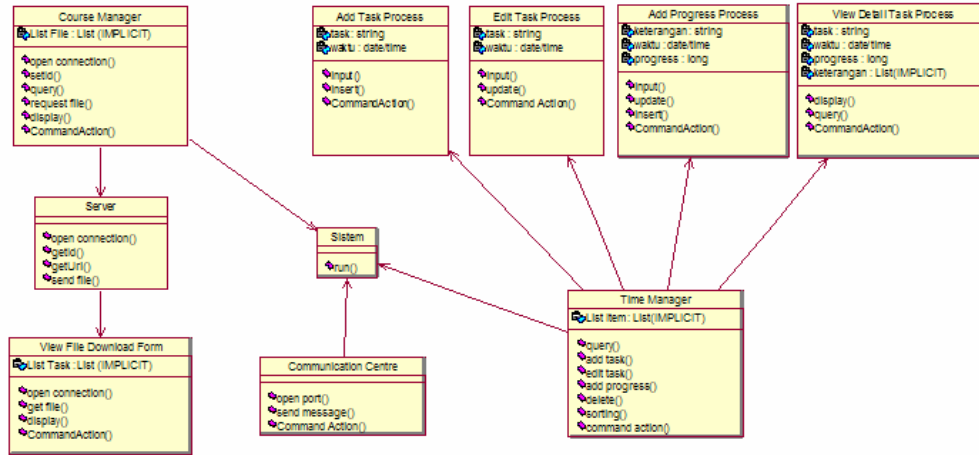 Course Manager
List File : List (IMPLICIT)
open connection()
setid()
query()
request file()
display()
CommandAction()
Add Task Process
task : string
waktu : date/time
input()
insert()
CommandAction()
Edit Task Process
task : string
waktu : date/time
input()
update()
Command Action()
Add Progress Process
keterangan : string
waktu : date/time
progress : long
input()
update()
insert()
CommandAction()
View Detail Task Process
task : string
waktu : date/time
progress : long
keterangan : List(IMPLICIT)
display()
query()
CommandAction()
Server
open connection()
getid()
getUrl()
send file()
Sistem
run()
View File Download Form
List Task : List (IMPLICIT)
open connection()
get file()
display()
CommandAction()
Communication Centre
open port()
send message()
Command Action()
Time Manager
List Item : List(IMPLICIT)
query()
add task()
edit task()
add progress()
delete()
sorting()
command action()